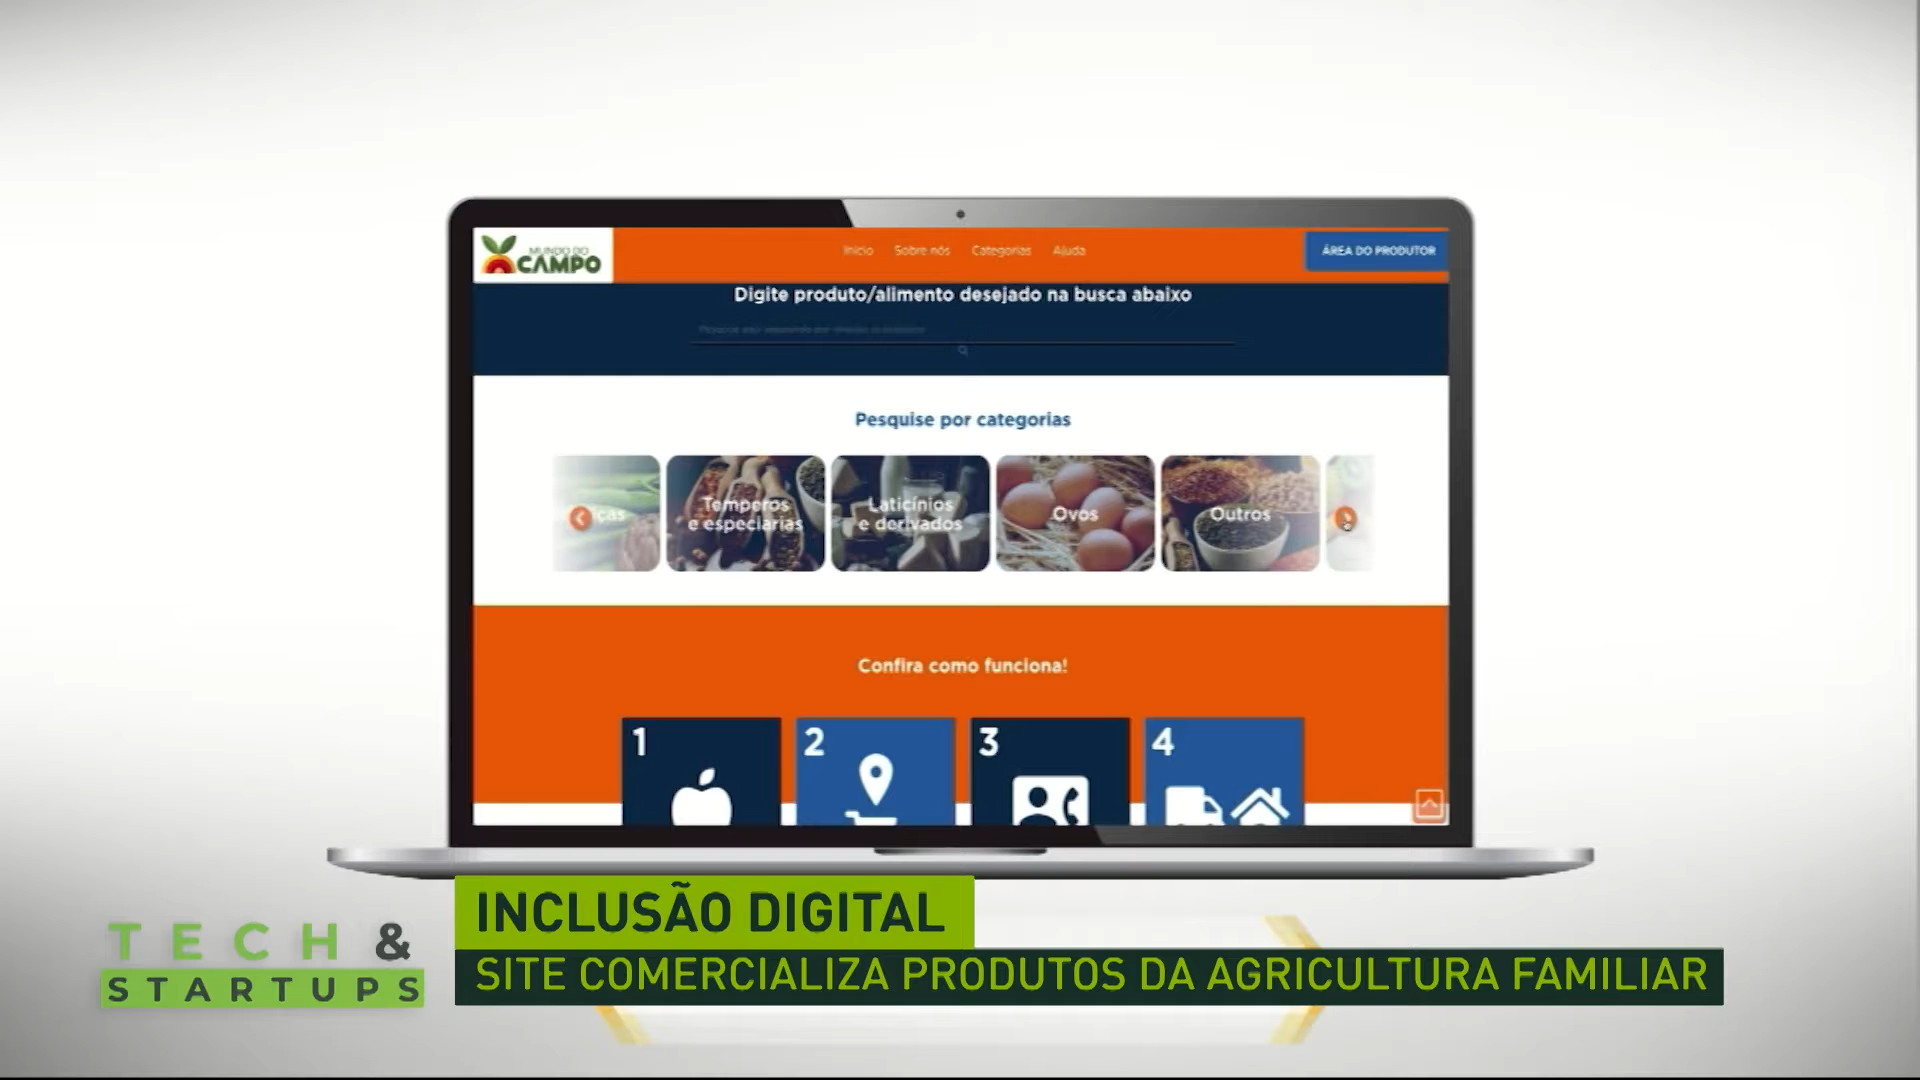 MUNDO DO
CAMPO
Início Sobre nós Categorias Ajuda
ÁREA DO PRODUTOR
Digite produto/alimento desejado na busca abaixo
Pesquise por categorias
ças
Temperos
e especiarias
Laticínios
e derivados
Ovos
Outros
Confira como funciona!
1
2
3
4
TECH &
STARTUPS
INCLUSÃO DIGITAL
SITE COMERCIALIZA PRODUTOS DA AGRICULTURA FAMILIAR